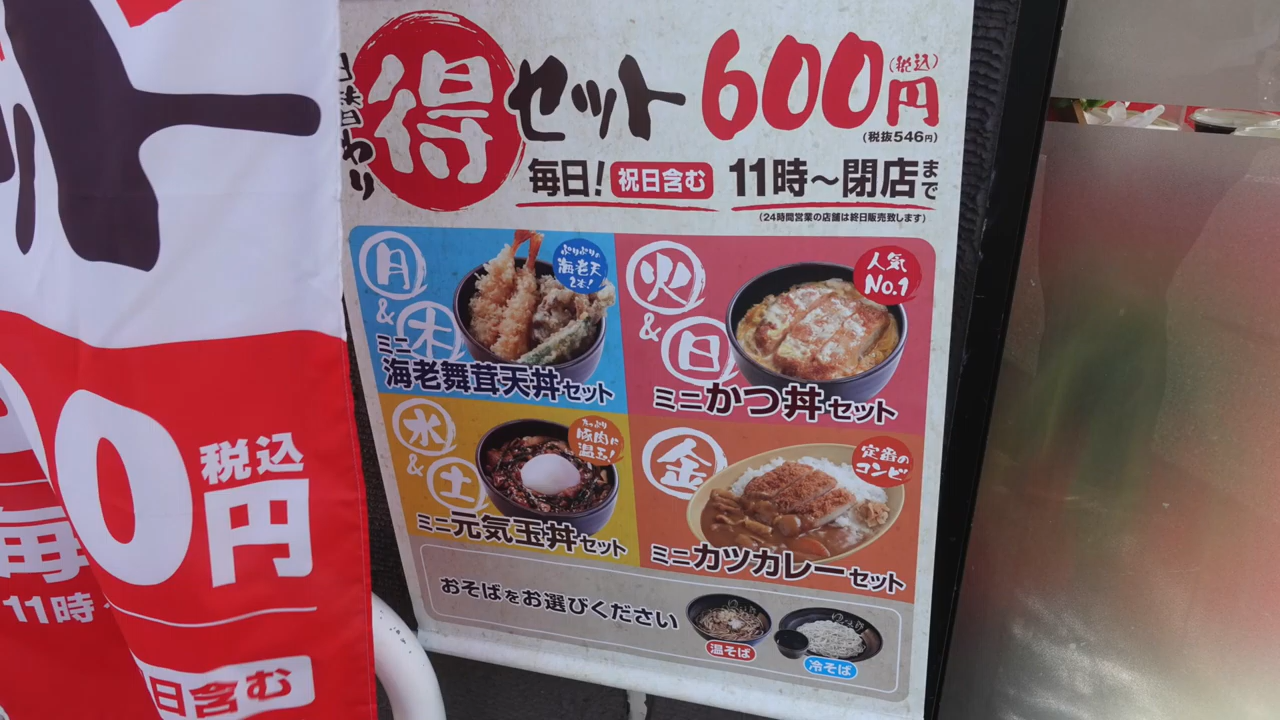 日替わり
得セット 600円(税込)
(税抜546円)
毎日! 祝日含む 11時〜閉店まで
(24時間営業の店舗は終日販売致します)
月&木
ぷりぷりの海老天2本!
ミニ海老舞茸天丼セット
火&日
人気No.1
ミニかつ丼セット
水&土
たっぷり豚肉に温玉!
ミニ元気玉丼セット
金
定番のコンビ
ミニカツカレーセット
おそばをお選びください
温そば
冷そば
ト
0円
税込
毎
11時〜
日含む